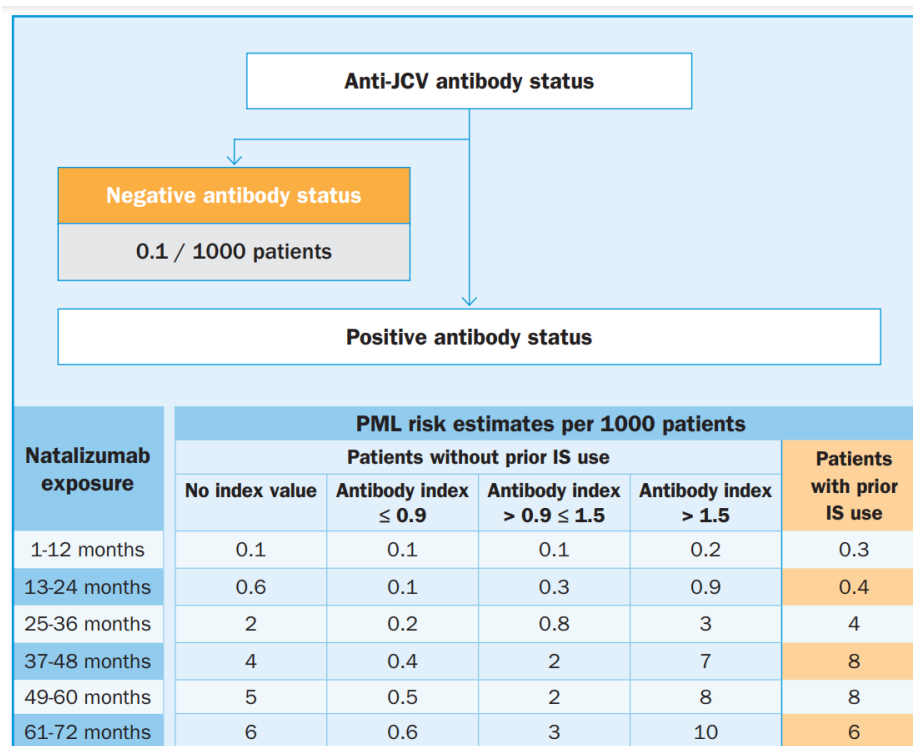 Anti-JCV antibody status
Negative antibody status
0.1 / 1000 patients
Positive antibody status
Natalizumab exposure
PML risk estimates per 1000 patients
Patients without prior IS use
Patients with prior IS use
No index value
Antibody index ≤ 0.9
Antibody index > 0.9 ≤ 1.5
Antibody index > 1.5
1-12 months 0.1 0.1 0.1 0.2 0.3
13-24 months 0.6 0.1 0.3 0.9 0.4
25-36 months 2 0.2 0.8 3 4
37-48 months 4 0.4 2 7 8
49-60 months 5 0.5 2 8 8
61-72 months 6 0.6 3 10 6